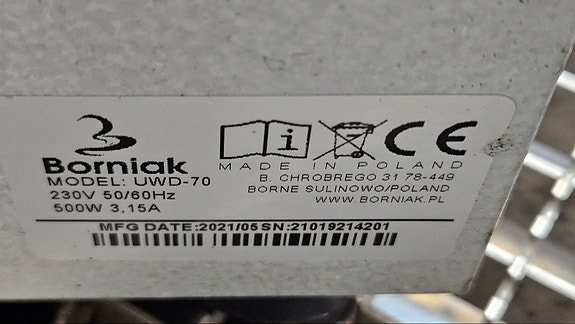 Borniak
MODEL: UWD-70
230V 50/60Hz
500W 3,15A
i
CE
MADE IN POLAND
B. CHROBREGO 31 78-449
BORNE SULINOWO/POLAND
WWW.BORNIAK.PL
MFG DATE:2021/05 SN:21019214201